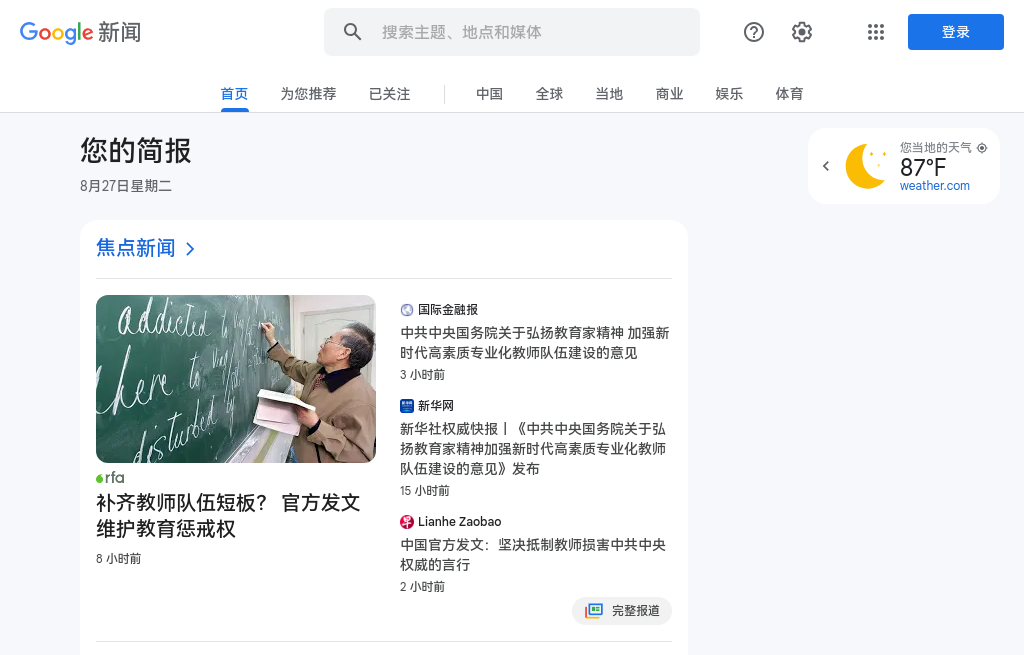 Google 新闻
搜索主题、地点和媒体
登录
首页
为您推荐
已关注
中国
全球
当地
商业
娱乐
体育
您的简报
8月27日星期二
您当地的天气
87°F
weather.com
焦点新闻
addicted to
here to
disturbed by
rfa
补齐教师队伍短板？ 官方发文
维护教育惩戒权
8 小时前
国际金融报
中共中央国务院关于弘扬教育家精神 加强新
时代高素质专业化教师队伍建设的意见
3 小时前
新华网
新华社权威快报丨《中共中央国务院关于弘
扬教育家精神加强新时代高素质专业化教师
队伍建设的意见》发布
15 小时前
早
Lianhe Zaobao
中国官方发文：坚决抵制教师损害中共中央
权威的言行
2 小时前
完整报道